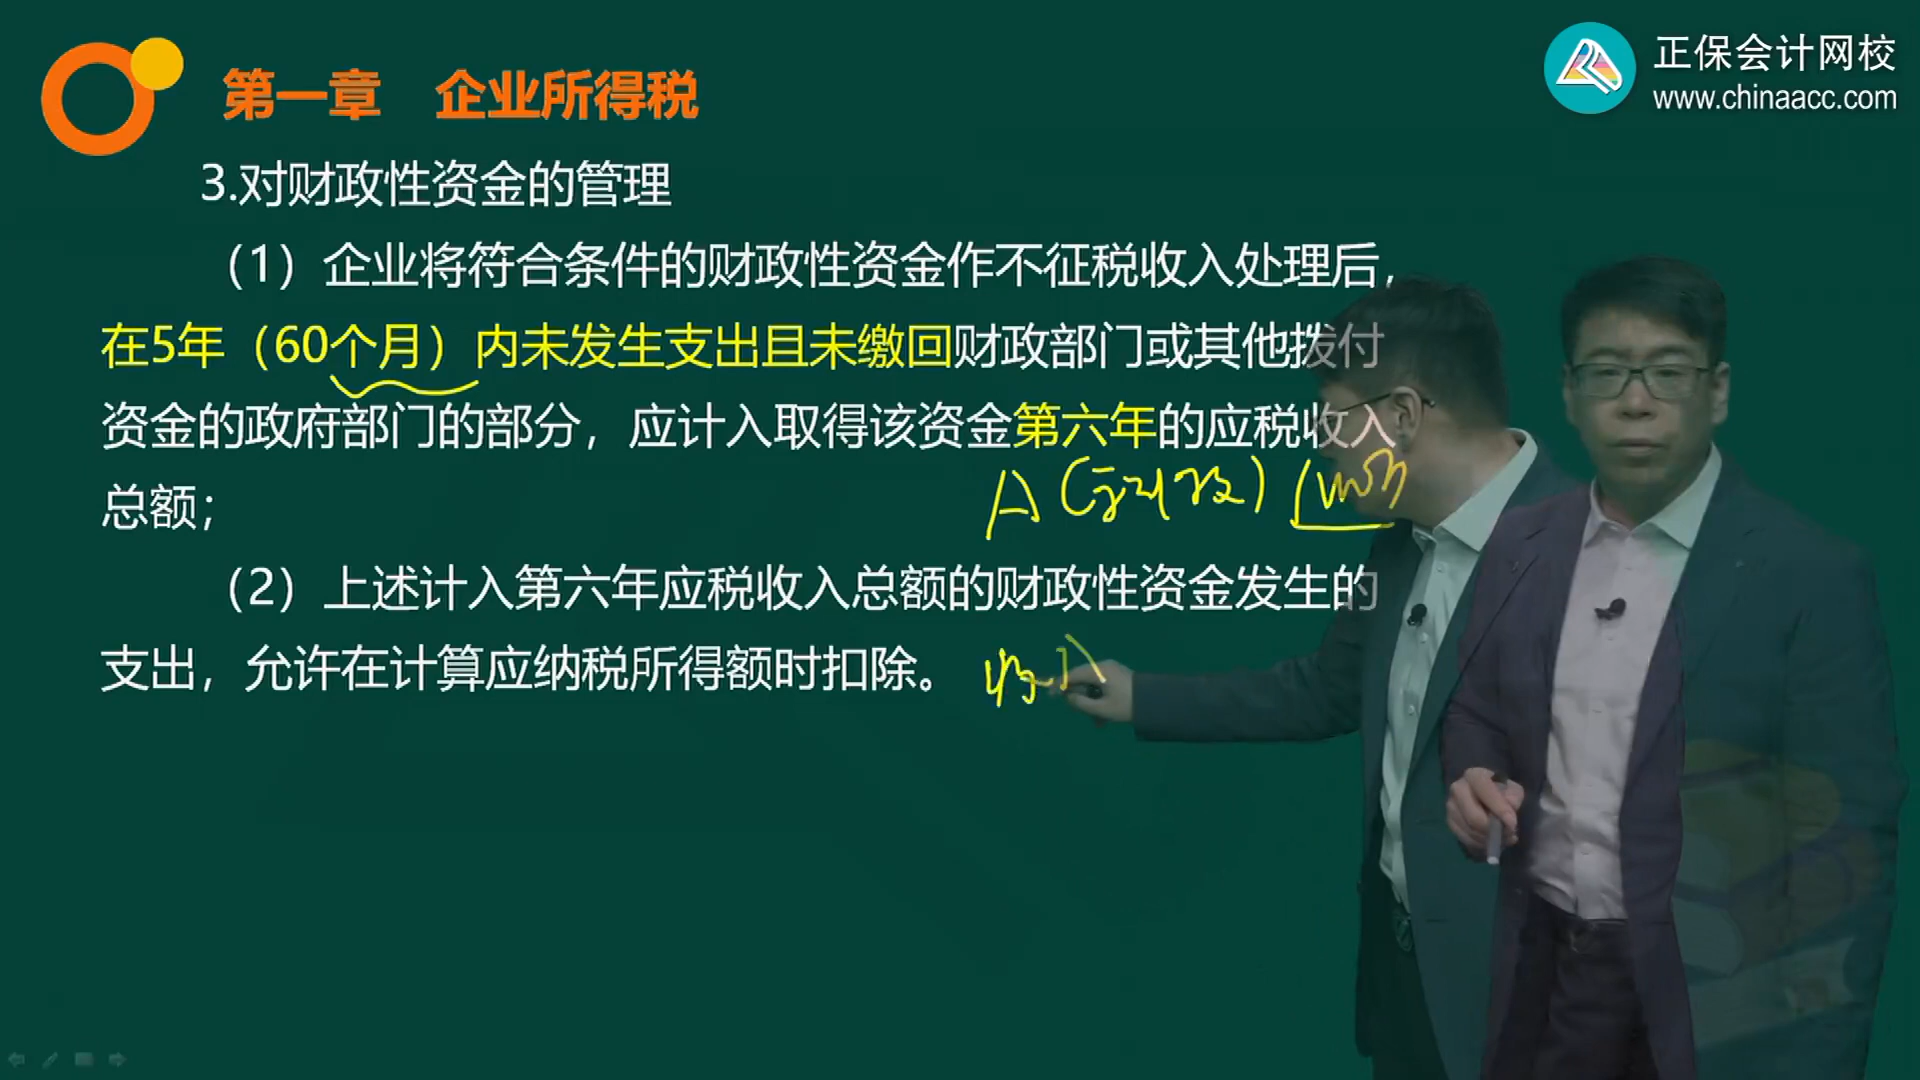 正保会计网校
www.chinaacc.com
第一章 企业所得税
3.对财政性资金的管理
（1）企业将符合条件的财政性资金作不征税收入处理后，
在5年（60个月）内未发生支出且未缴回财政部门或其他拨付
资金的政府部门的部分，应计入取得该资金第六年的应税收入
总额；
A
（2）上述计入第六年应税收入总额的财政性资金发生的
支出，允许在计算应纳税所得额时扣除。 收入